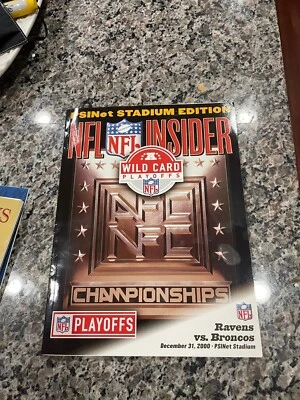 PSINet STADIUM EDITION
NFL NFL INSIDER
A
WILD CARD
PLAYOFFS
NFL
AFC
NFC
CHAMPIONSHIPS
NFL PLAYOFFS
NFL
Ravens
vs. Broncos
December 31, 2000 · PSINet Stadium